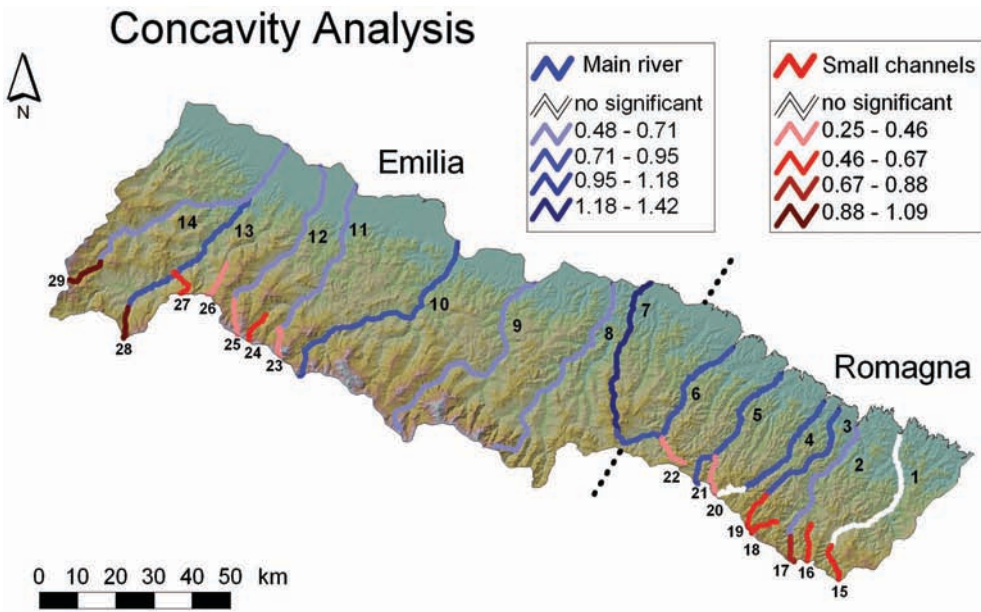 Concavity Analysis
N
Main river
no significant
0.48 - 0.71
0.71 - 0.95
0.95 - 1.18
1.18 - 1.42
Small channels
no significant
0.25 - 0.46
0.46 - 0.67
0.67 - 0.88
0.88 - 1.09
Emilia
Romagna
14
13
12
11
10
9
8
7
6
5
4
3
2
1
29
28
27
26
25
24
23
22
21
20
19
18
17
16
15
0 10 20 30 40 50 km